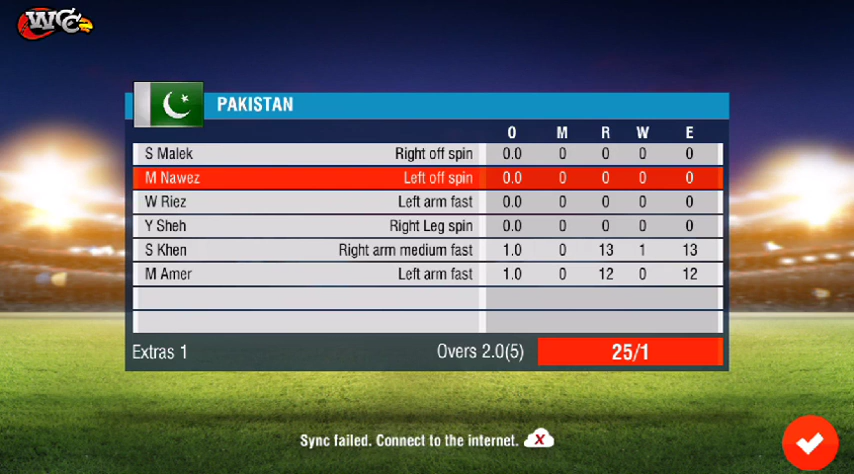 WCC
PAKISTAN
O M R W E
S Malek Right off spin 0.0 0 0 0 0
M Nawez Left off spin 0.0 0 0 0 0
W Riez Left arm fast 0.0 0 0 0 0
Y Sheh Right Leg spin 0.0 0 0 0 0
S Khen Right arm medium fast 1.0 0 13 1 13
M Amer Left arm fast 1.0 0 12 0 12
Extras 1 Overs 2.0(5) 25/1
Sync failed. Connect to the internet. X